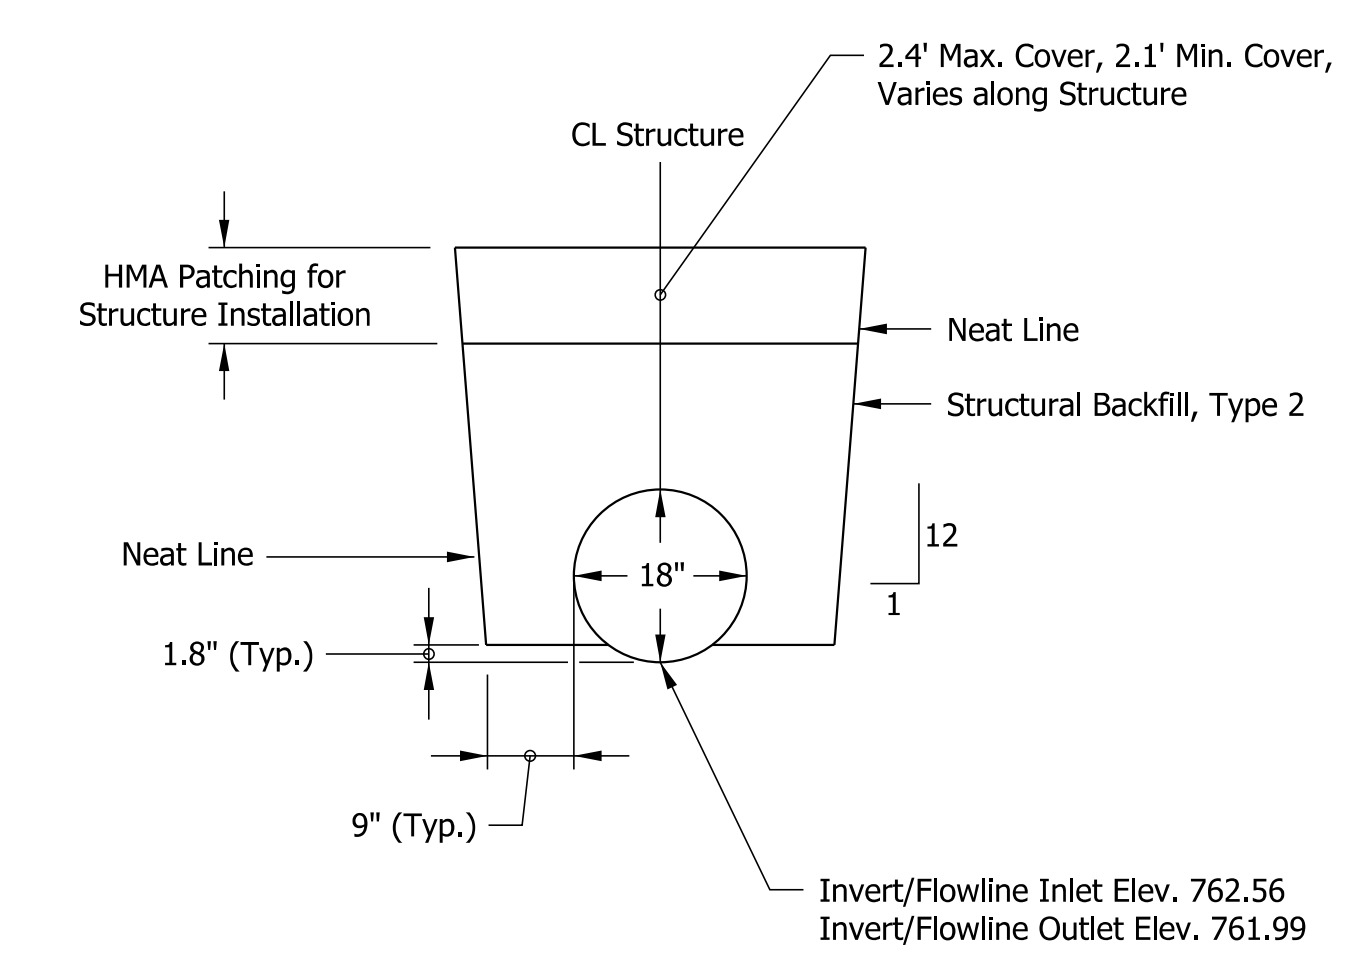 2.4' Max. Cover, 2.1' Min. Cover,
Varies along Structure
CL Structure
HMA Patching for
Structure Installation
Neat Line
Structural Backfill, Type 2
12
1
Neat Line
18"
1.8" (Typ.)
9" (Typ.)
Invert/Flowline Inlet Elev. 762.56
Invert/Flowline Outlet Elev. 761.99